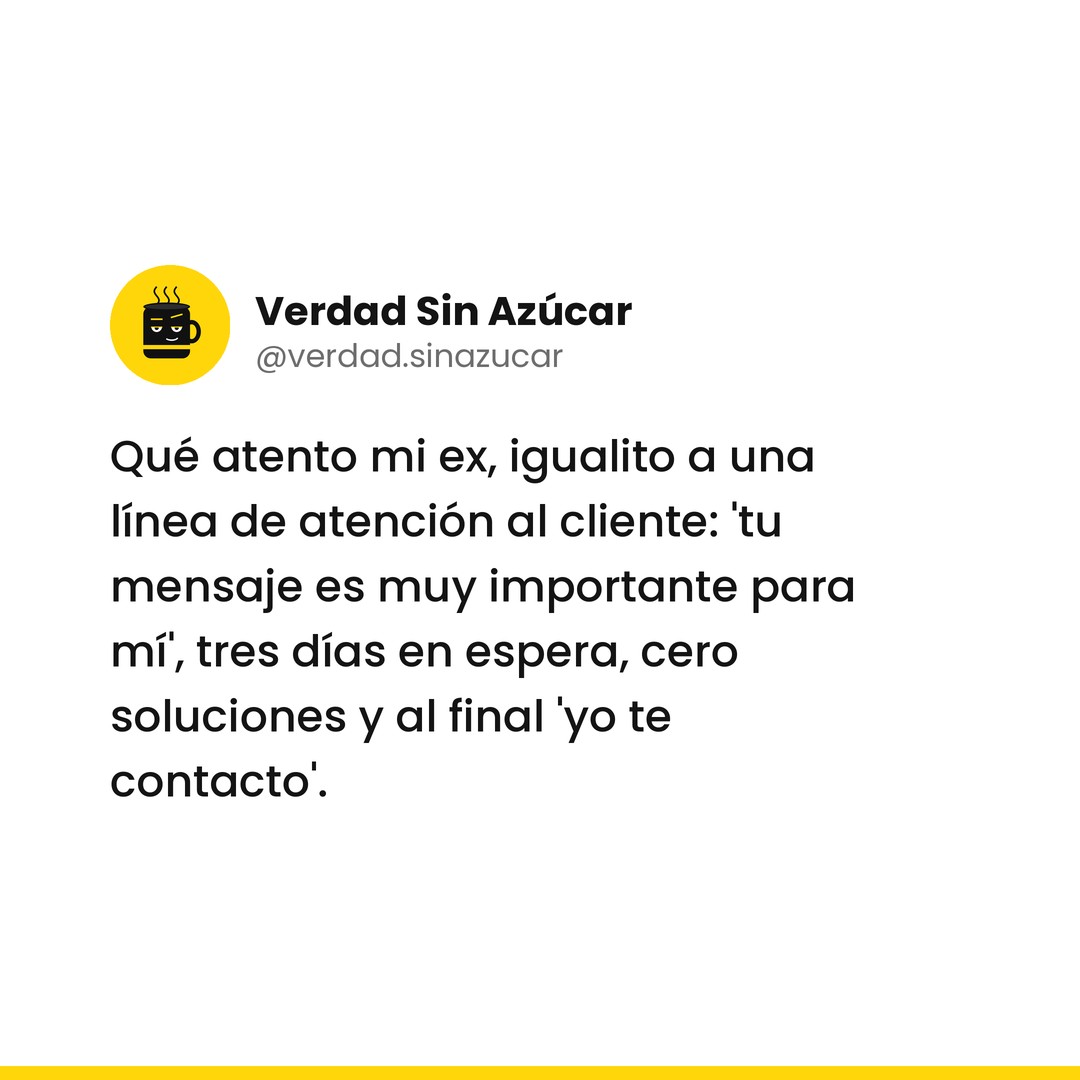 Verdad Sin Azúcar
@verdad.sinazucar
Qué atento mi ex, igualito a una
línea de atención al cliente: 'tu
mensaje es muy importante para
mí', tres días en espera, cero
soluciones y al final 'yo te
contacto'.